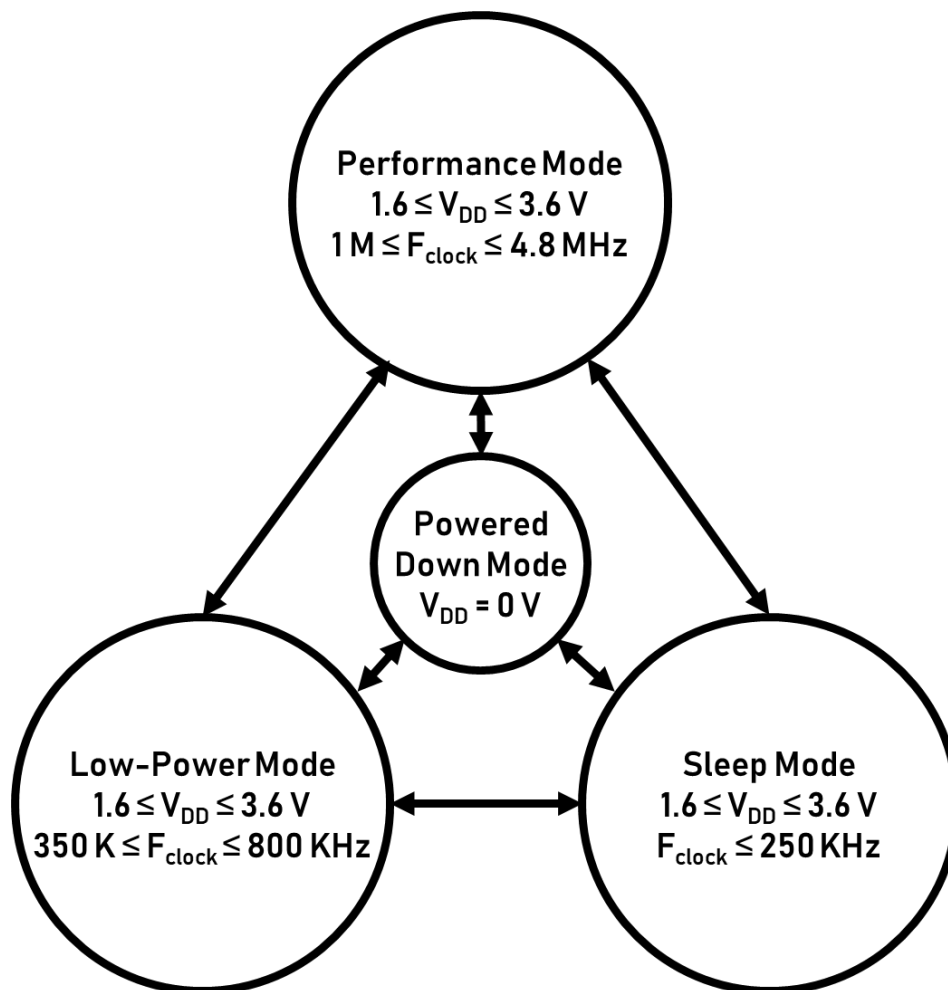 Performance Mode
1.6 ≤ V_DD ≤ 3.6 V
1 M ≤ F_clock ≤ 4.8 MHz
Powered
Down Mode
V_DD = 0 V
Low-Power Mode
1.6 ≤ V_DD ≤ 3.6 V
350 K ≤ F_clock ≤ 800 KHz
Sleep Mode
1.6 ≤ V_DD ≤ 3.6 V
F_clock ≤ 250 KHz